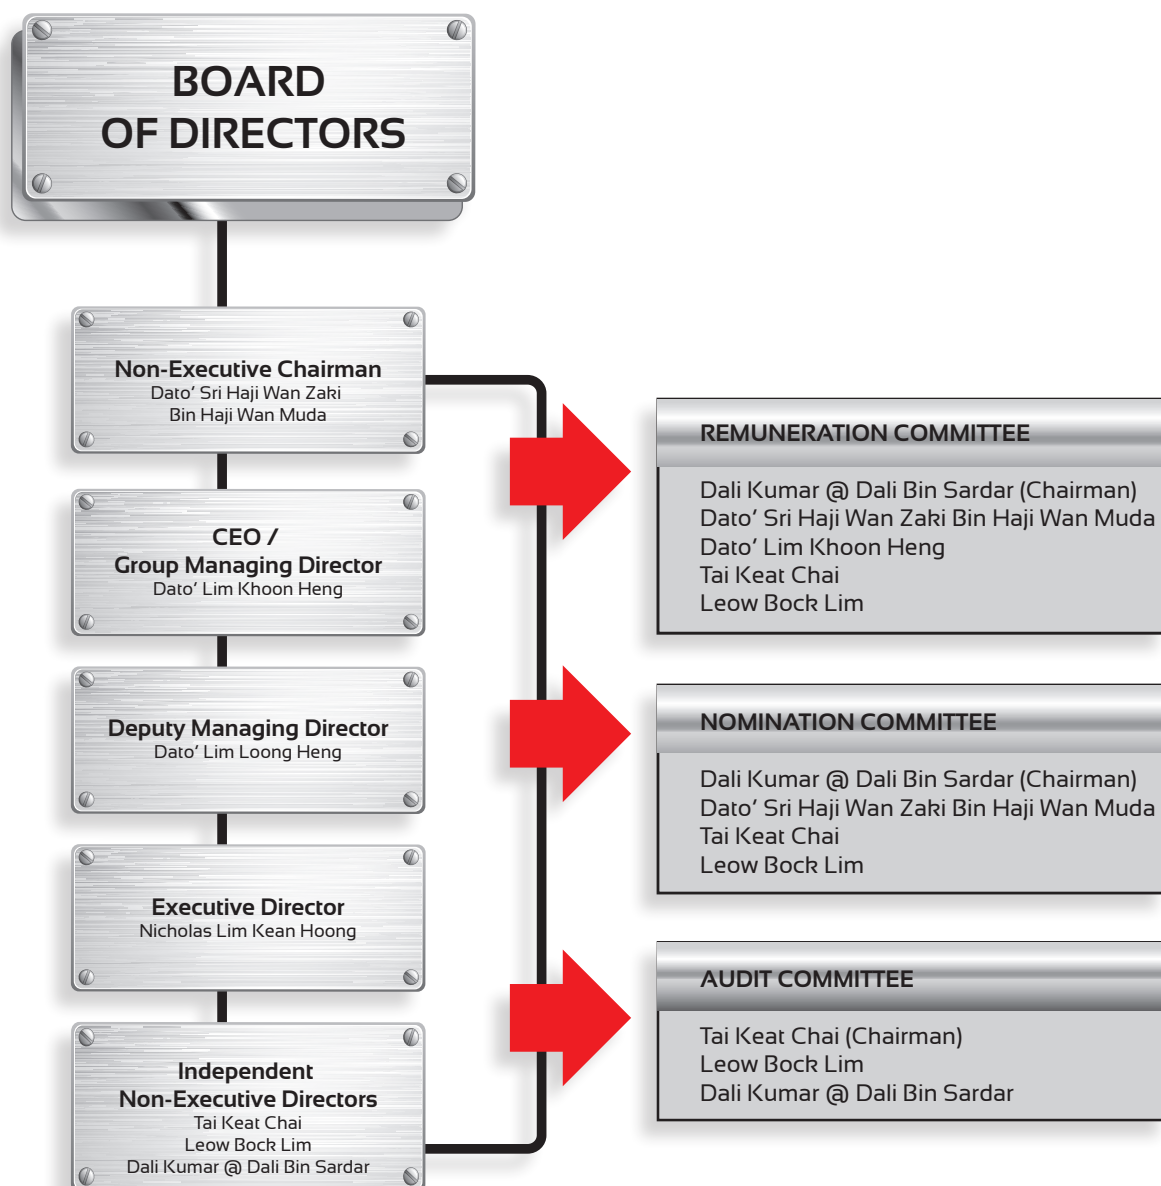 BOARD
OF DIRECTORS
Non-Executive Chairman
Dato’ Sri Haji Wan Zaki
Bin Haji Wan Muda
CEO /
Group Managing Director
Dato’ Lim Khoon Heng
Deputy Managing Director
Dato’ Lim Loong Heng
Executive Director
Nicholas Lim Kean Hoong
Independent
Non-Executive Directors
Tai Keat Chai
Leow Bock Lim
Dali Kumar @ Dali Bin Sardar
REMUNERATION COMMITTEE
Dali Kumar @ Dali Bin Sardar (Chairman)
Dato’ Sri Haji Wan Zaki Bin Haji Wan Muda
Dato’ Lim Khoon Heng
Tai Keat Chai
Leow Bock Lim
NOMINATION COMMITTEE
Dali Kumar @ Dali Bin Sardar (Chairman)
Dato’ Sri Haji Wan Zaki Bin Haji Wan Muda
Tai Keat Chai
Leow Bock Lim
AUDIT COMMITTEE
Tai Keat Chai (Chairman)
Leow Bock Lim
Dali Kumar @ Dali Bin Sardar